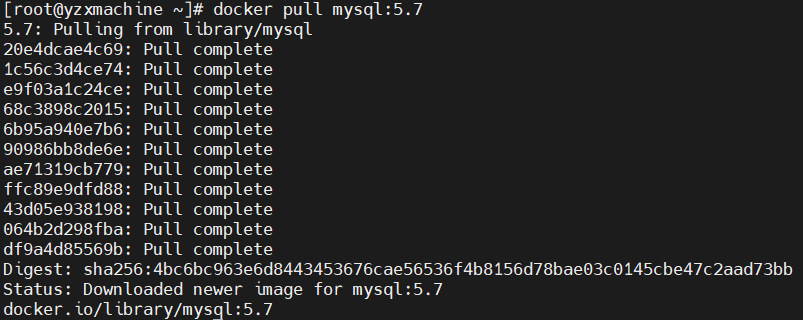 [root@yzxmachine ~]# docker pull mysql:5.7
5.7: Pulling from library/mysql
20e4dcae4c69: Pull complete
1c56c3d4ce74: Pull complete
e9f03a1c24ce: Pull complete
68c3898c2015: Pull complete
6b95a940e7b6: Pull complete
90986bb8de6e: Pull complete
ae71319cb779: Pull complete
ffc89e9dfd88: Pull complete
43d05e938198: Pull complete
064b2d298fba: Pull complete
df9a4d85569b: Pull complete
Digest: sha256:4bc6bc963e6d8443453676cae56536f4b8156d78bae03c0145cbe47c2aad73bb
Status: Downloaded newer image for mysql:5.7
docker.io/library/mysql:5.7